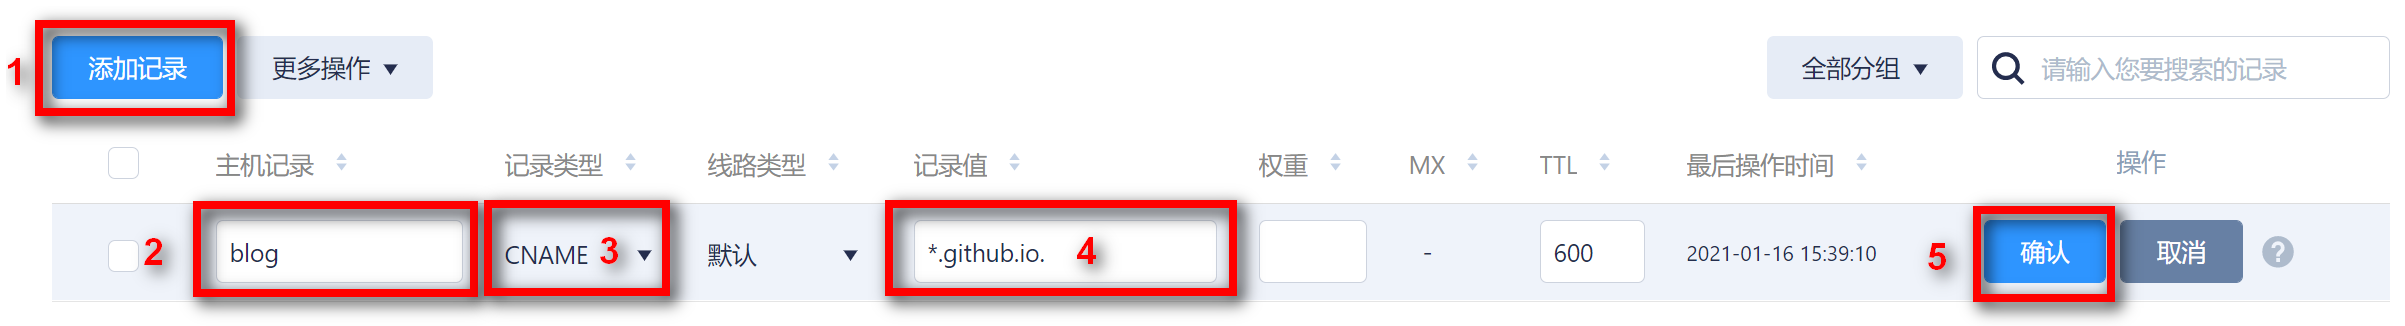 1 添加记录 更多操作 全部分组 请输入您要搜索的记录
主机记录 记录类型 线路类型 记录值 权重 MX TTL 最后操作时间 操作
2 blog CNAME 3 默认 *.github.io. 4 - 600 2021-01-16 15:39:10 5 确认 取消 ?